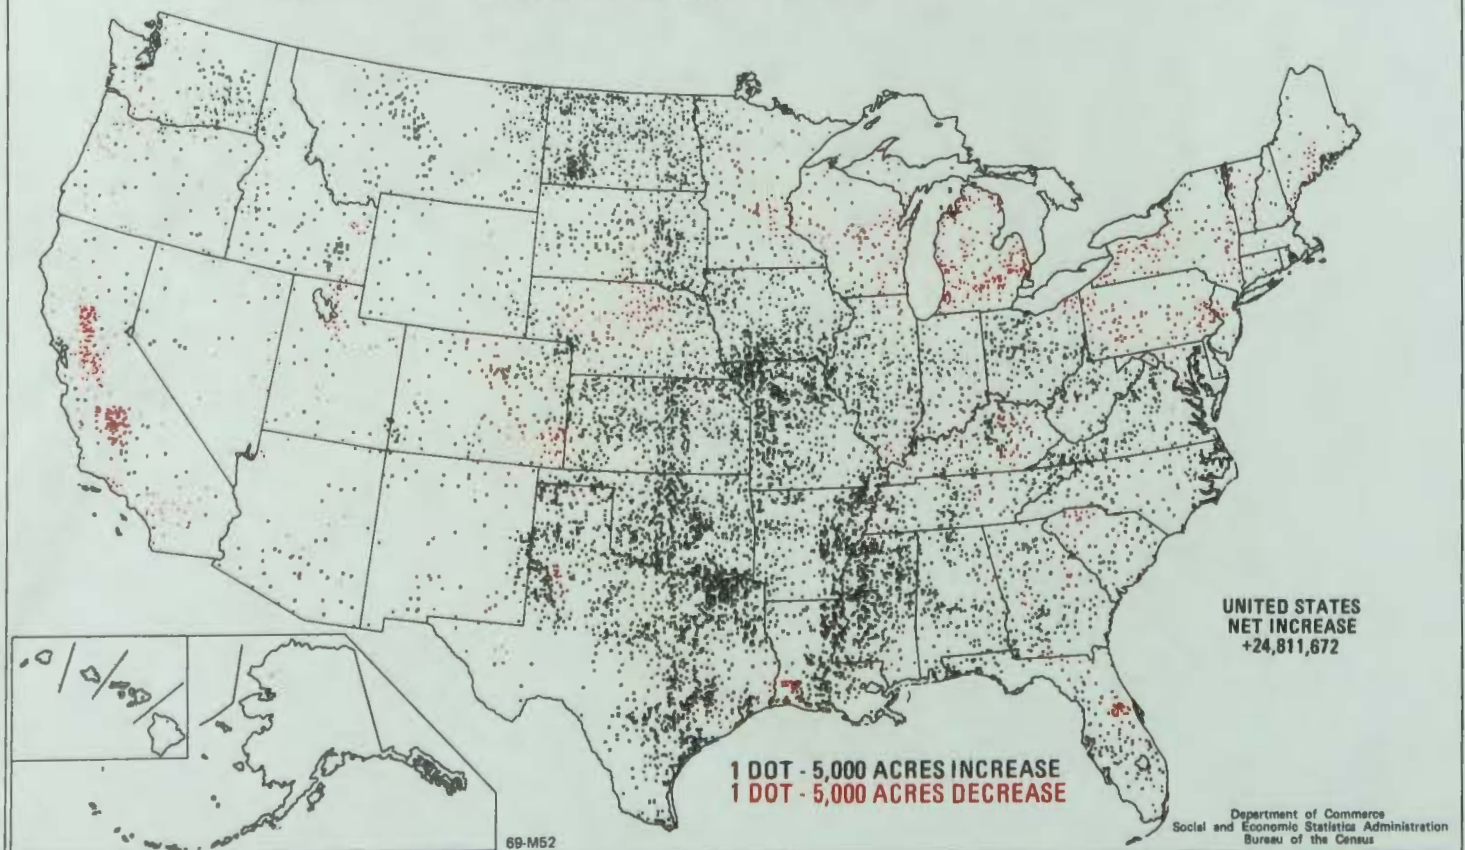 UNITED STATES
NET INCREASE
+24,811,672
1 DOT - 5,000 ACRES INCREASE
1 DOT - 5,000 ACRES DECREASE
Department of Commerce
Social and Economic Statistics Administration
Bureau of the Census
69-M52